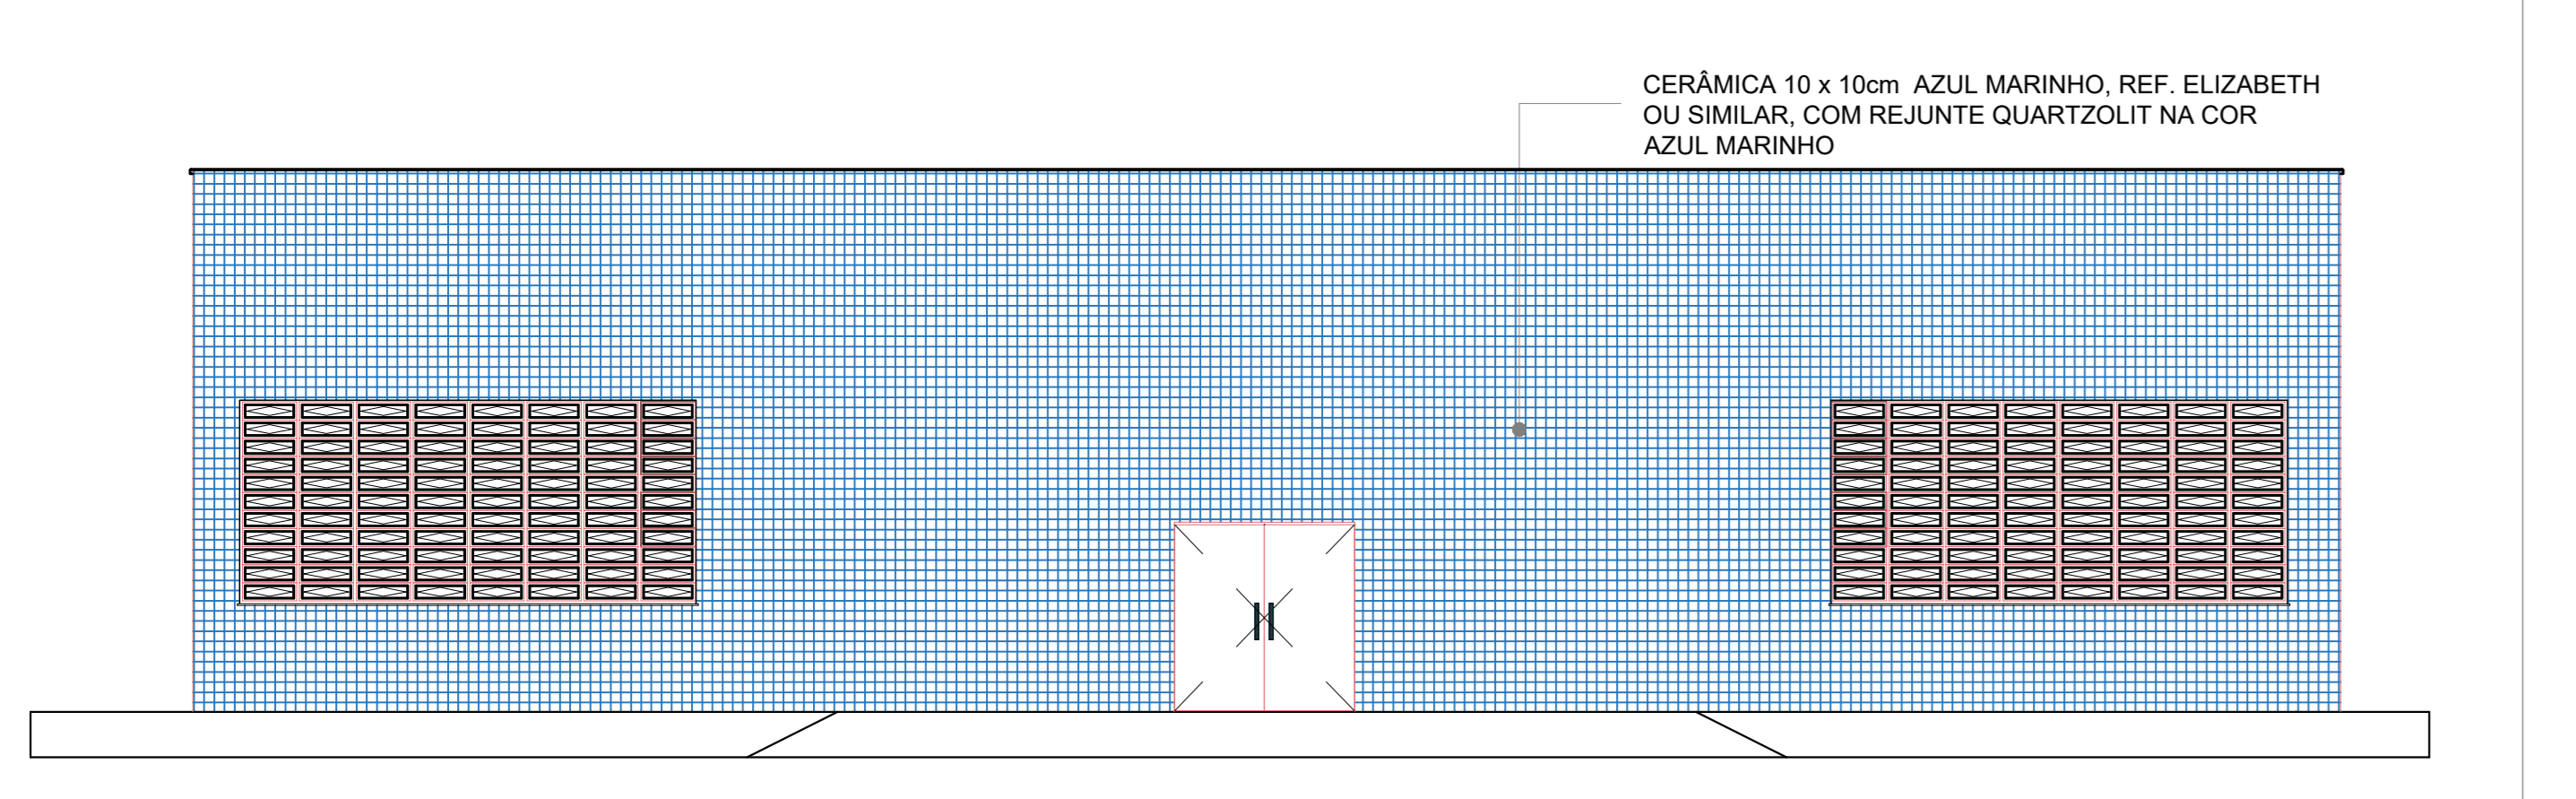 CERÂMICA 10 x 10cm  AZUL MARINHO, REF. ELIZABETH
OU SIMILAR, COM REJUNTE QUARTZOLIT NA COR
AZUL MARINHO